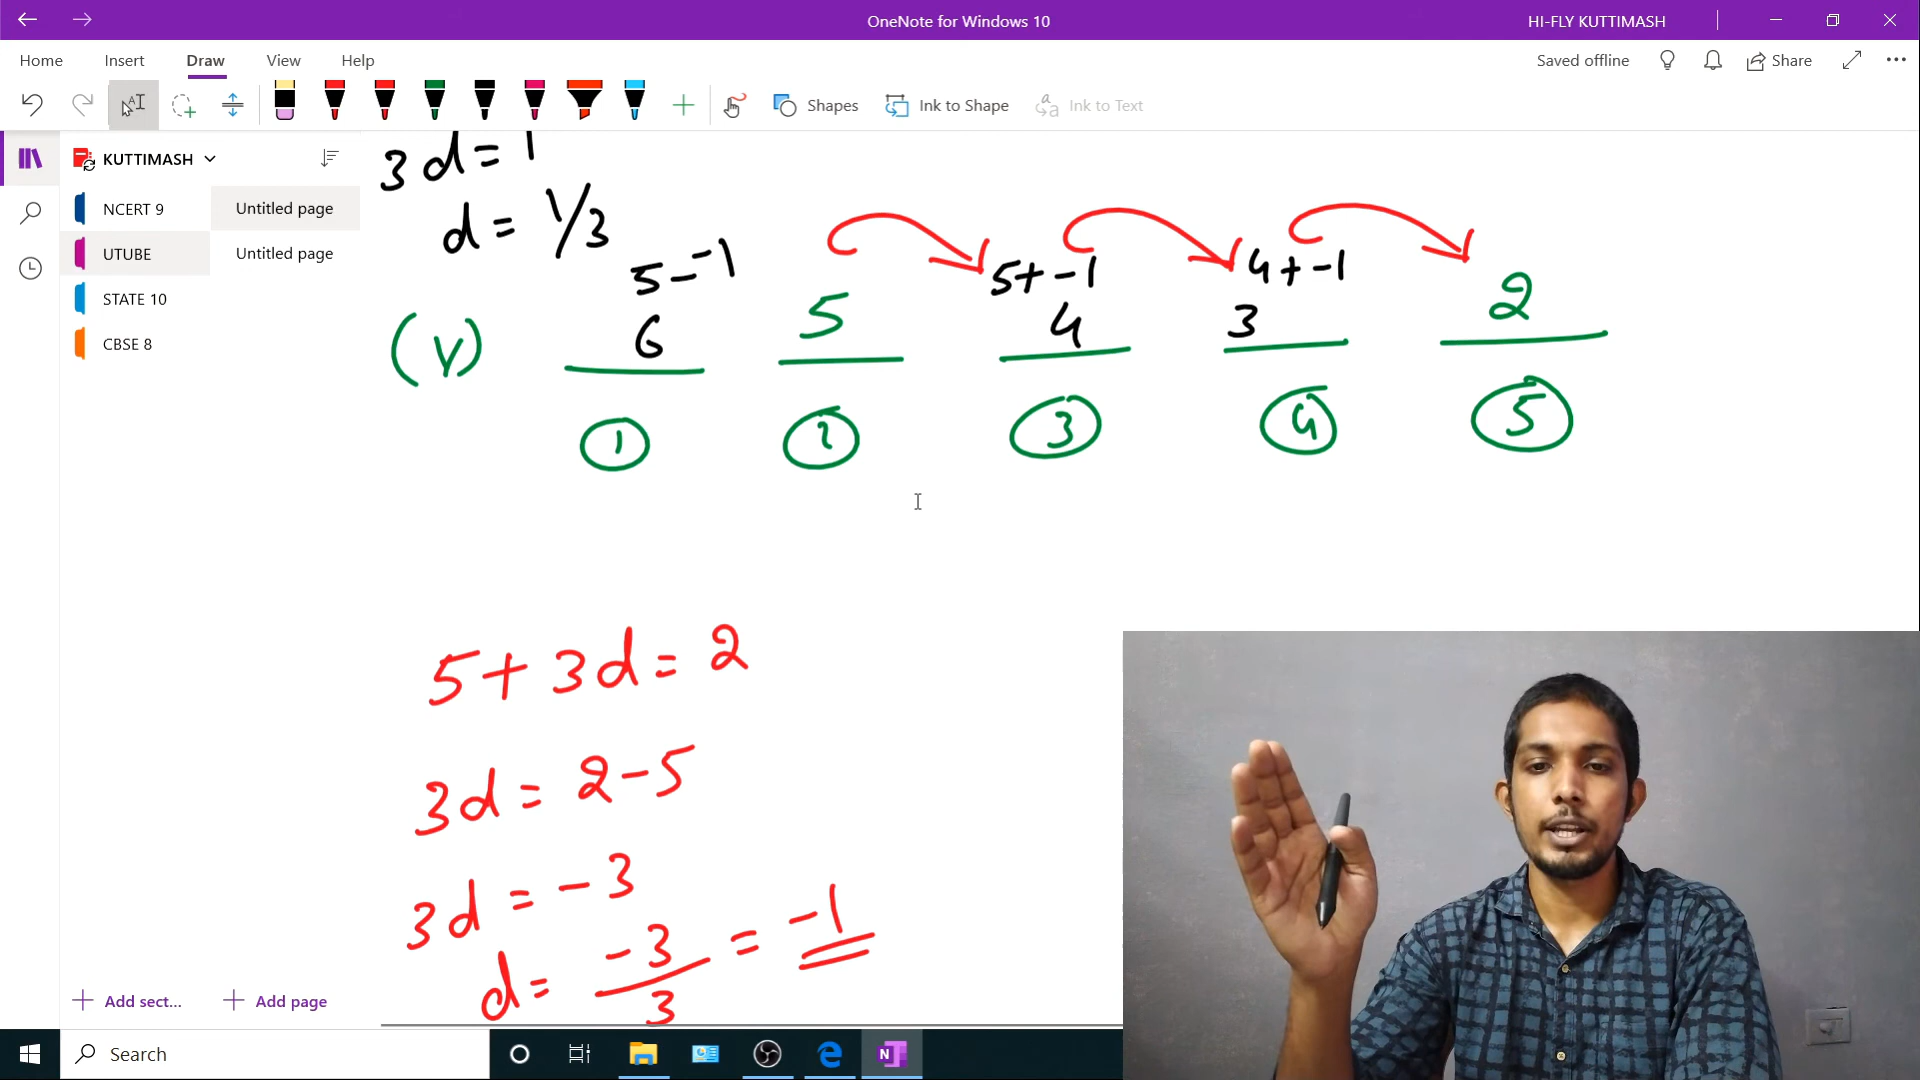 OneNote for Windows 10
HI-FLY KUTTIMASH
Home Insert Draw View Help
Saved offline
Share
Shapes
Ink to Shape
Ink to Text
KUTTIMASH
NCERT 9
UTUBE
STATE 10
CBSE 8
Untitled page
Untitled page
3d = 1
d = 1/3
5 - -1
5 + -1
4 + -1
(V) 6 5 4 3 2
1 2 3 4 5
5 + 3d = 2
3d = 2 - 5
3d = - 3
d = -3/3 = -1
Add sect...
Add page
Search